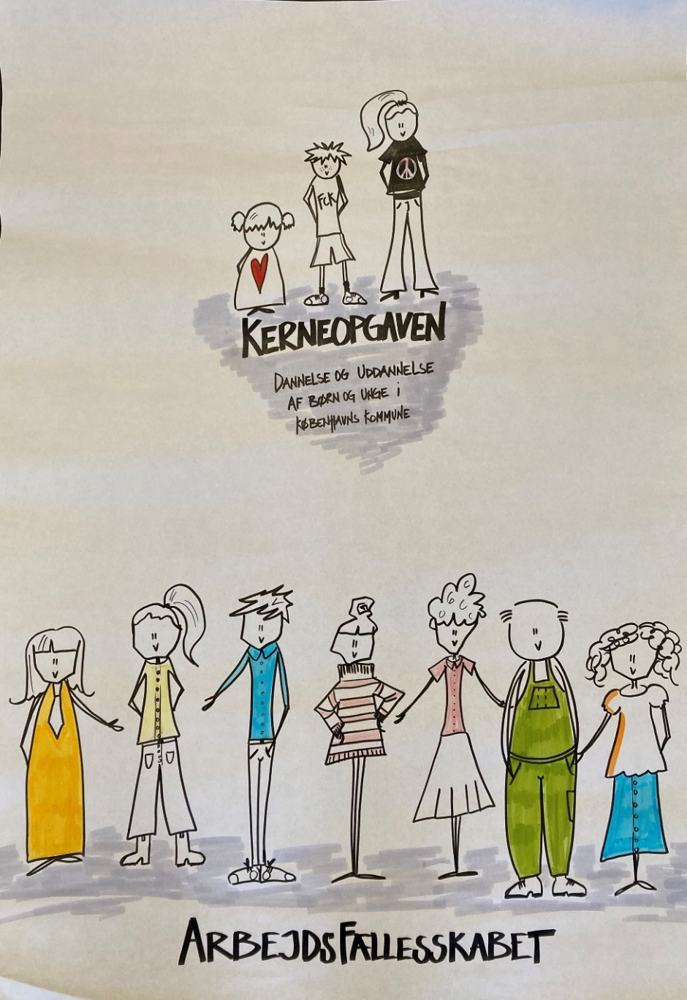 FCK
KERNEOPGAVEN
DANNELSE OG UDDANNELSE
AF BØRN OG UNGE i
KØBENHAVNS KOMMUNE
ARBEJDSFÆLLESSKABET